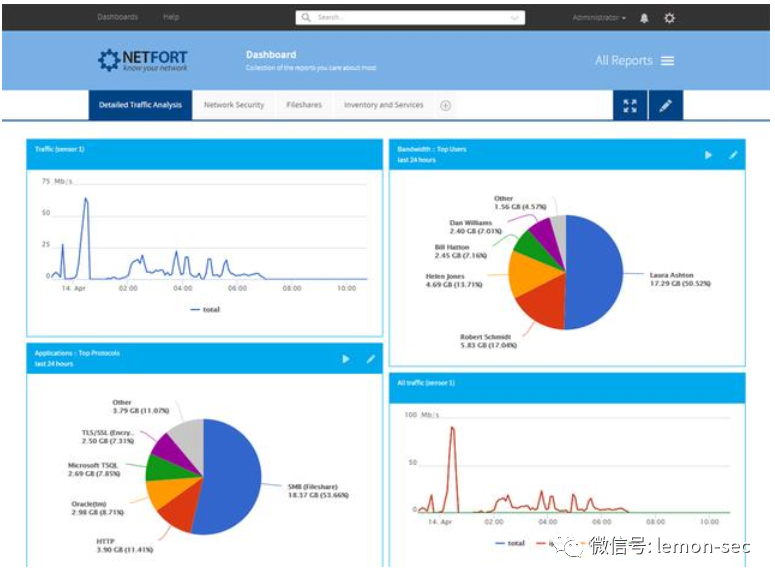 Dashboards Help Search... Administrator
NETFORT
know your network
Dashboard
Collection of the reports you care about most
All Reports
Detailed Traffic Analysis Network Security Fileshares Inventory and Services
Traffic (sensor 1)
75 Mb/s
50
25
0
14. Apr 02:00 04:00 06:00 08:00 10:00
total
Bandwidth : Top Users
last 24 hours
Other
1.56 GB (4.57%)
Dan Williams
2.40 GB (7.01%)
Bill Hatton
2.45 GB (7.16%)
Helen Jones
4.69 GB (13.71%)
Laura Ashton
17.29 GB (50.52%)
Robert Schmidt
5.83 GB (17.04%)
Applications : Top Protocols
last 24 hours
Other
3.79 GB (11.07%)
TLS/SSL (Encry...
2.50 GB (7.31%)
Microsoft TSQL
2.69 GB (7.85%)
Oracle(tm)
2.98 GB (8.71%)
HTTP
3.90 GB (11.41%)
SMB (Fileshare)
18.37 GB (53.66%)
All traffic (sensor 1)
100 Mb/s
50
0
14. Apr 02:00 04:00 06:00 08:00 10:00
total
微信号: lemon-sec